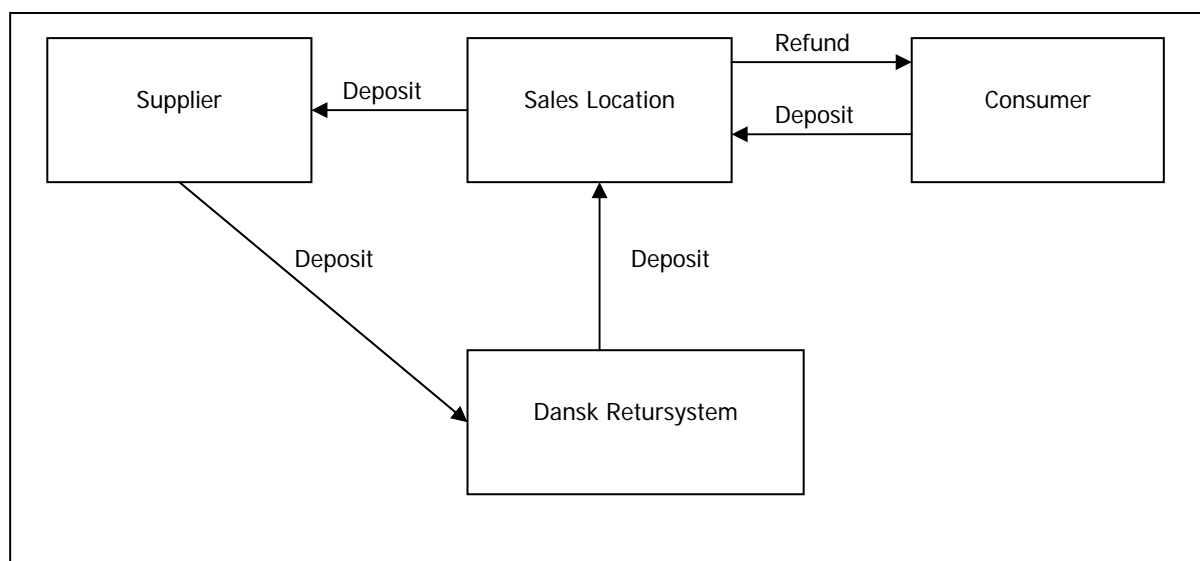 Refund
Supplier
Deposit
Sales Location
Consumer
Deposit
Deposit
Deposit
Dansk Retursystem